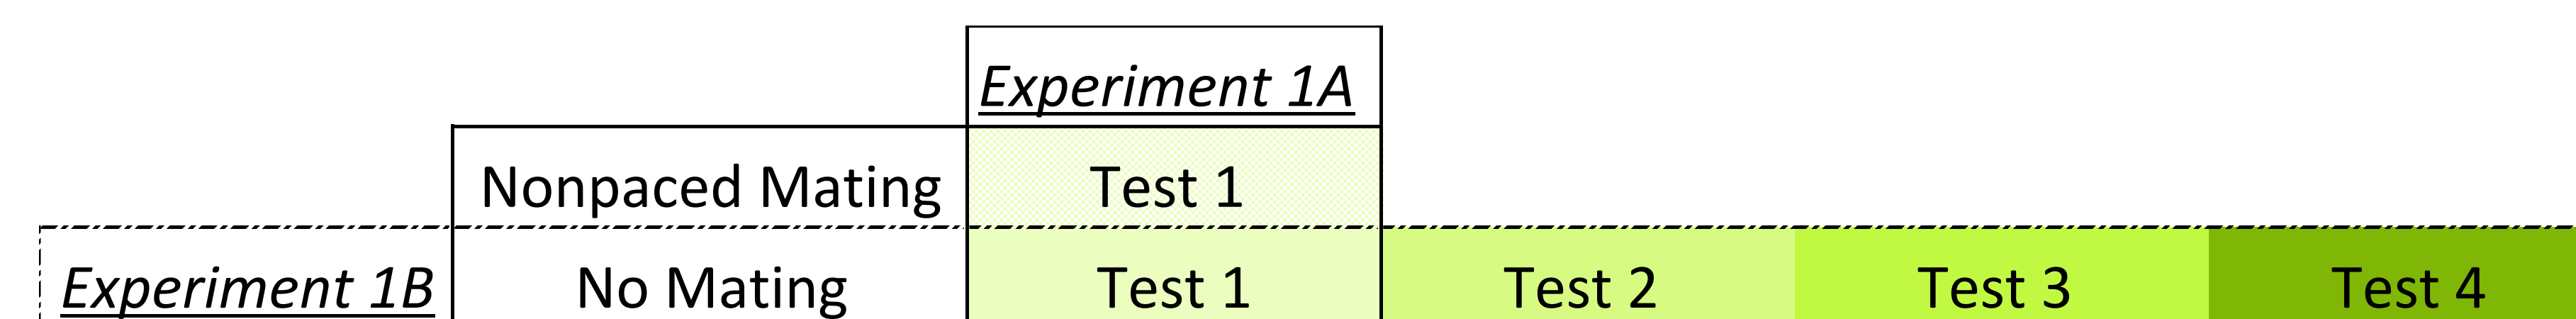 Experiment 1A
Nonpaced Mating Test 1
Experiment 1B No Mating Test 1 Test 2 Test 3 Test 4